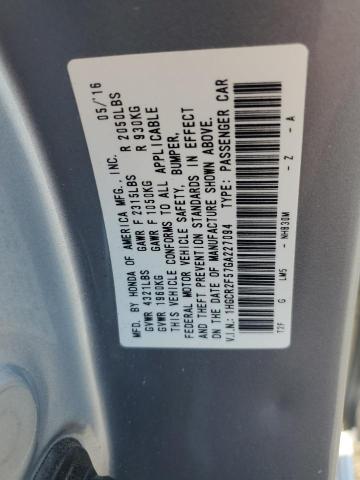 MFD. BY HONDA OF AMERICA MFG., INC. 05/'16
GVWR 4321LBS GAWR F 2315LBS R 2050LBS
GVWR 1960KG GAWR F 1050KG R 930KG
THIS VEHICLE CONFORMS TO ALL APPLICABLE
FEDERAL MOTOR VEHICLE SAFETY, BUMPER,
AND THEFT PREVENTION STANDARDS IN EFFECT
ON THE DATE OF MANUFACTURE SHOWN ABOVE.
V.I.N.: 1HGCR2F57GA227094 TYPE: PASSENGER CAR
T2F G LM5 - NH830M - Z - A